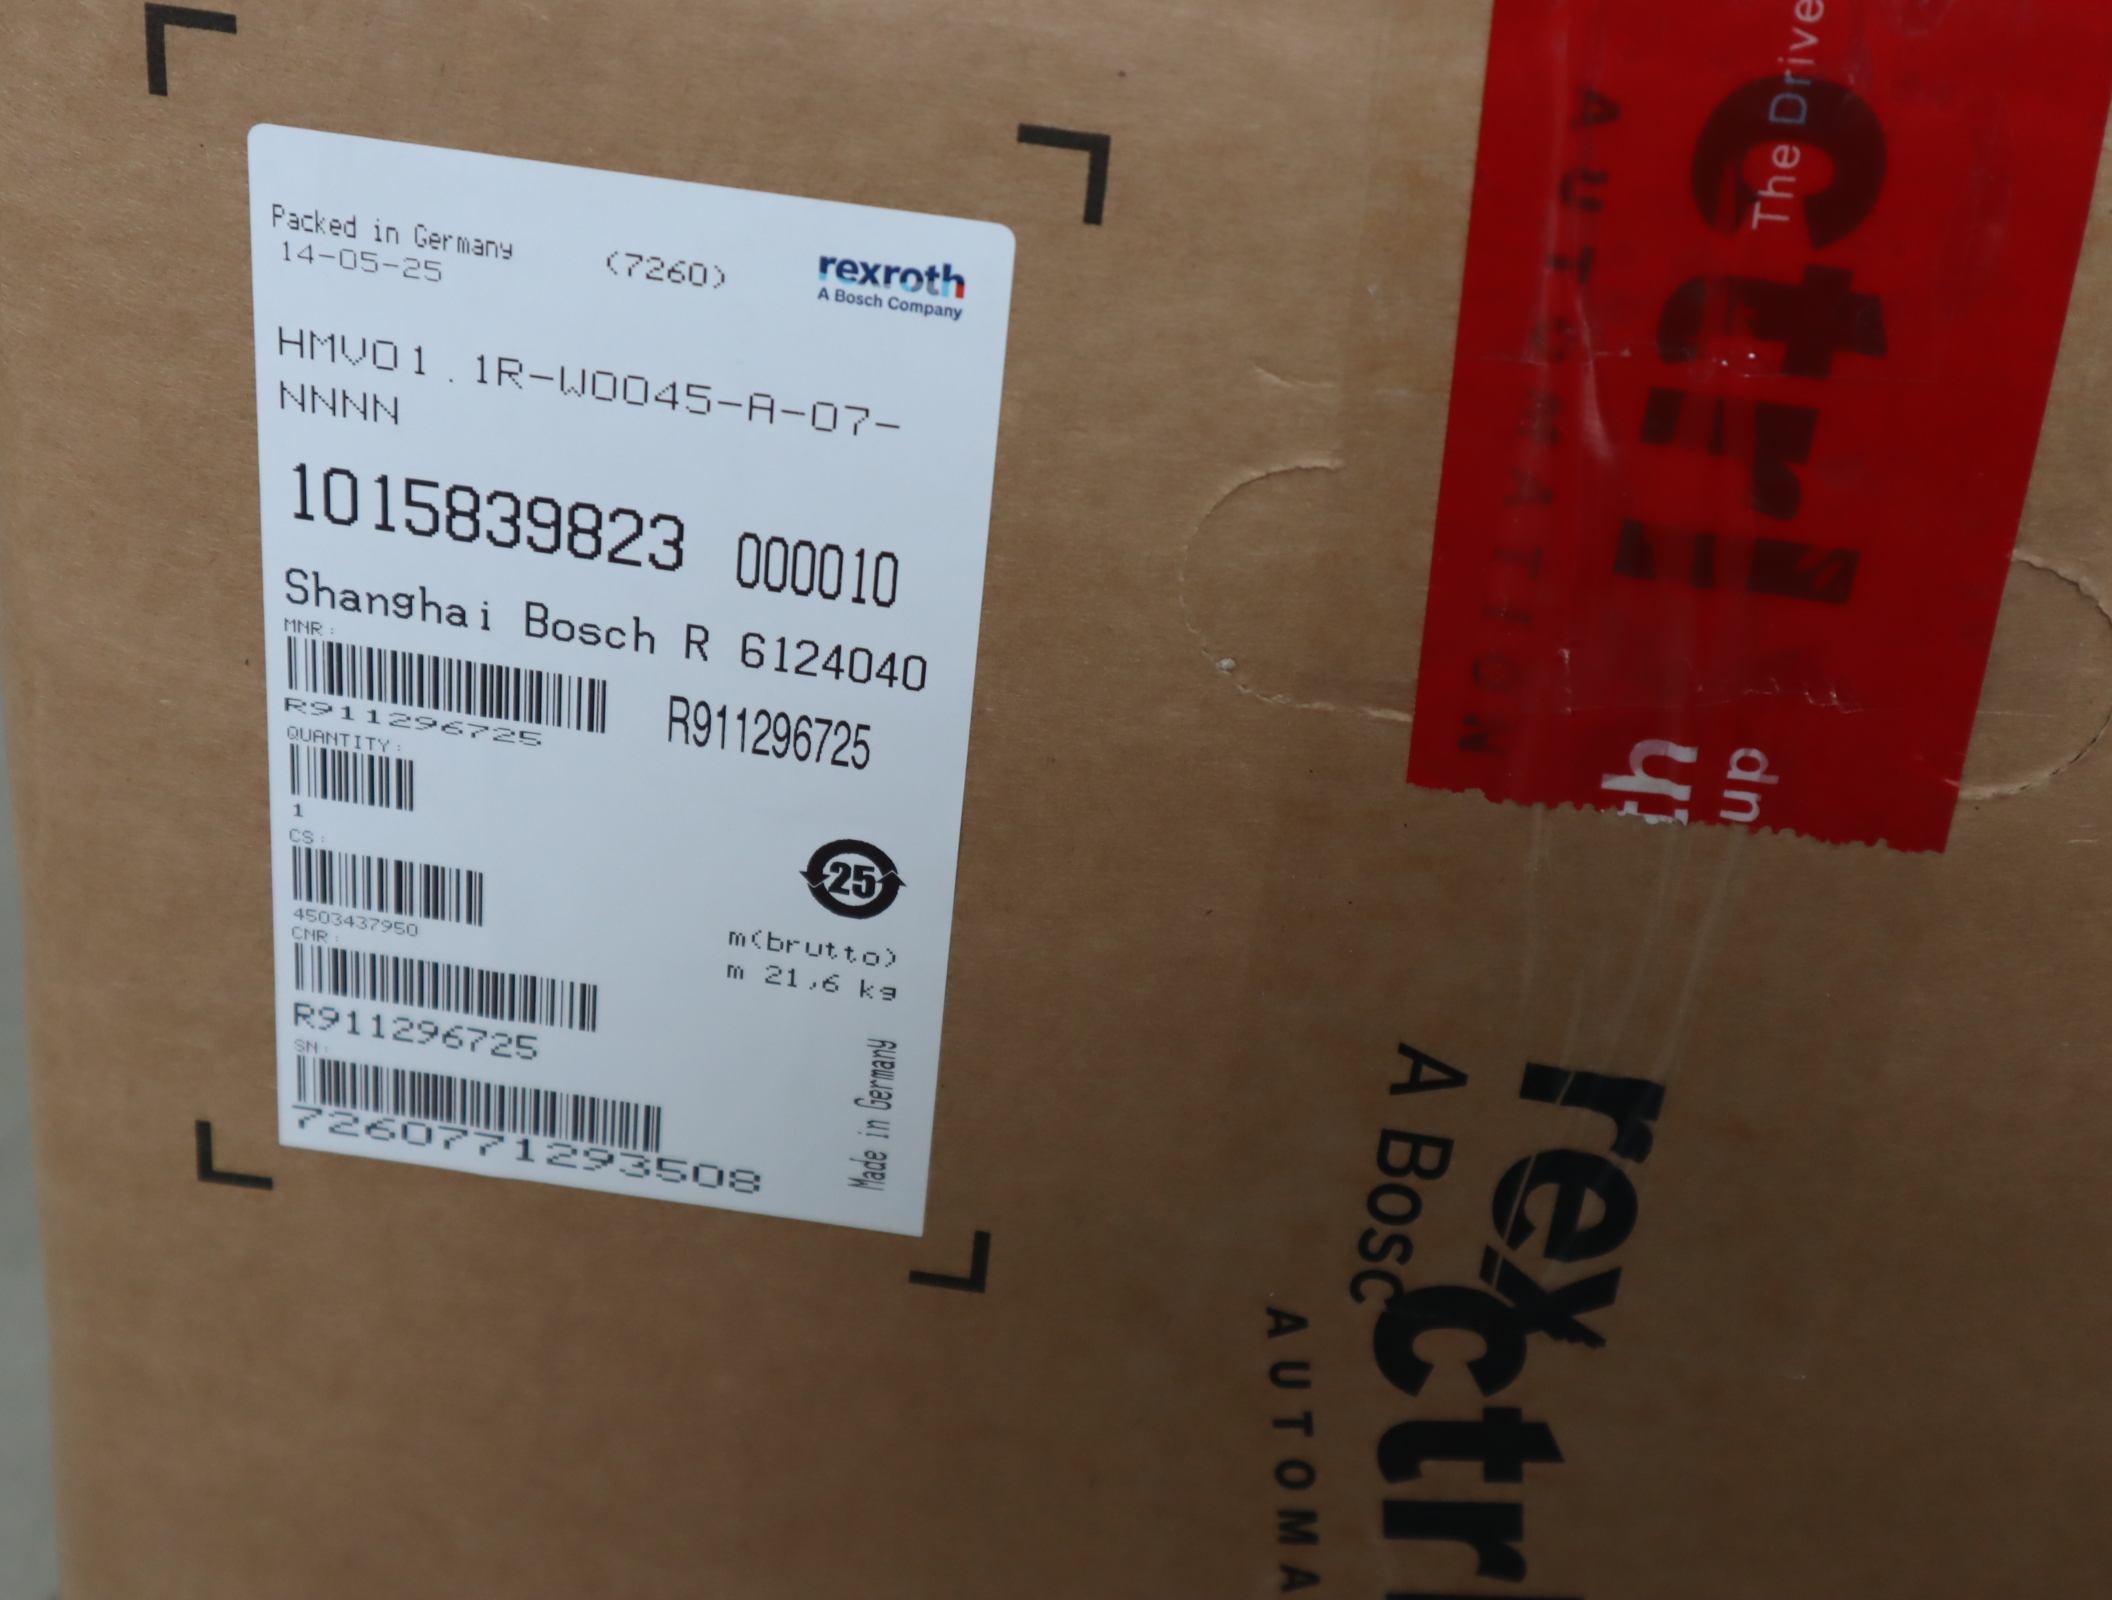 Packed in Germany
14-05-25
(7260)
rexroth
A Bosch Company
HMV01.1R-W0045-A-07-
NNNN
1015839823 000010
Shanghai Bosch R 6124040
MNR:
R911296725
R911296725
QUANTITY:
1
CS:
4503437950
CNR:
R911296725
SN:
7260771293508
25
m(brutto)
m 21,6 kg
Made in Germany
The Drive
ctrl
AUTOMATION
th
up
rex
A Bosc
ctrl
AUTOMA